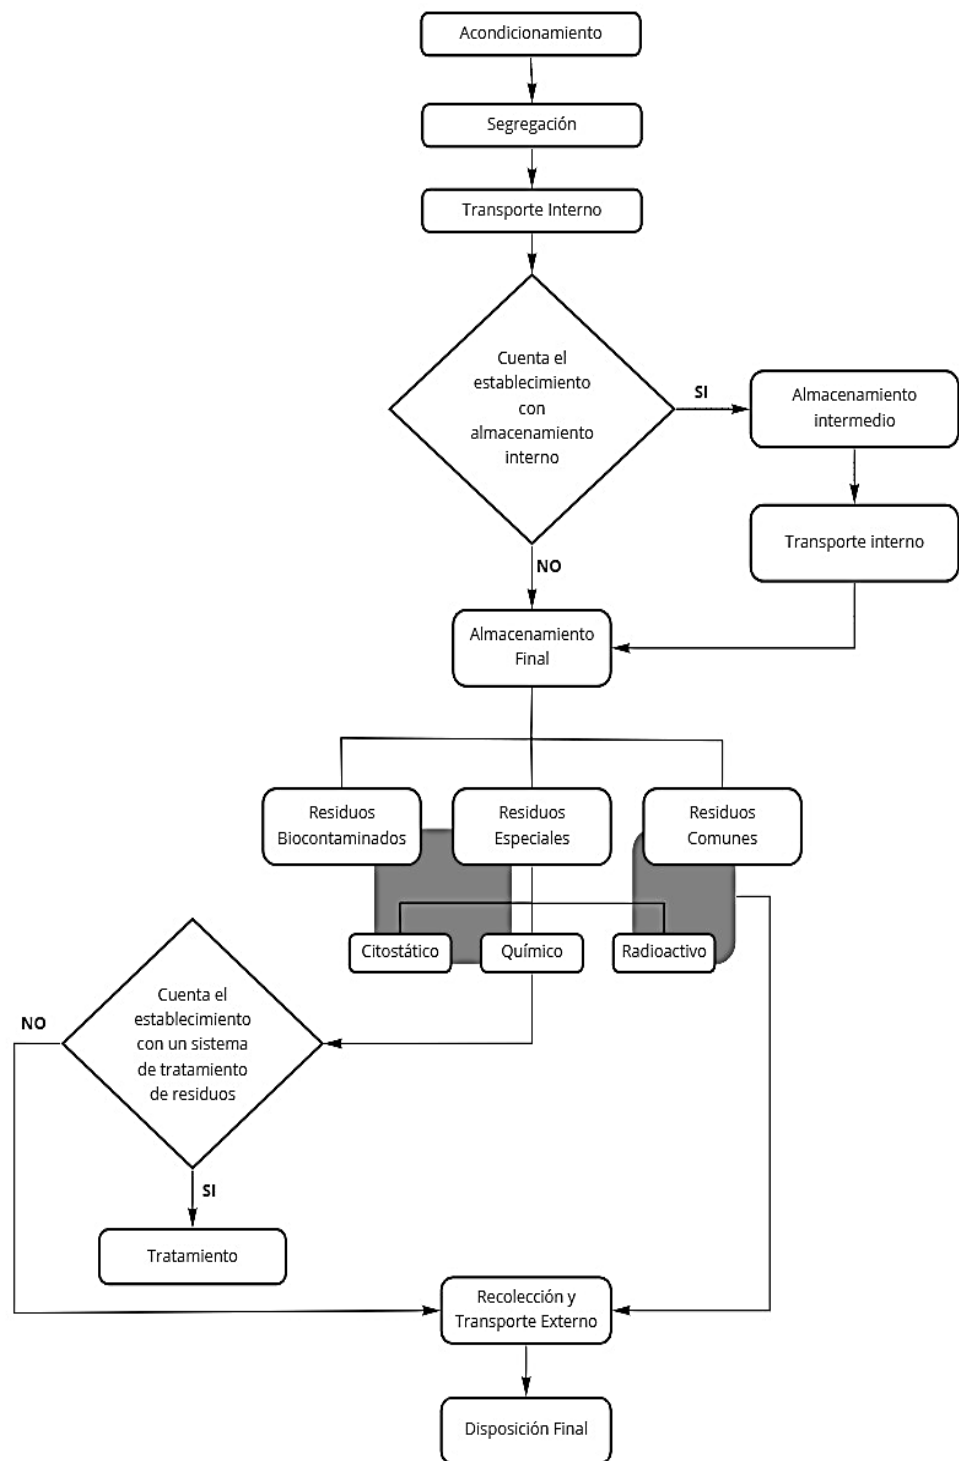 Acondicionamiento
Segregación
Transporte Interno
Cuenta el
establecimiento
con
almacenamiento
interno
SI
Almacenamiento
intermedio
Transporte interno
NO
Almacenamiento
Final
Residuos
Biocontaminados
Residuos
Especiales
Residuos
Comunes
Citostático
Químico
Radioactivo
Cuenta el
establecimiento
con un sistema
de tratamiento
de residuos
NO
SI
Tratamiento
Recolección y
Transporte Externo
Disposición Final